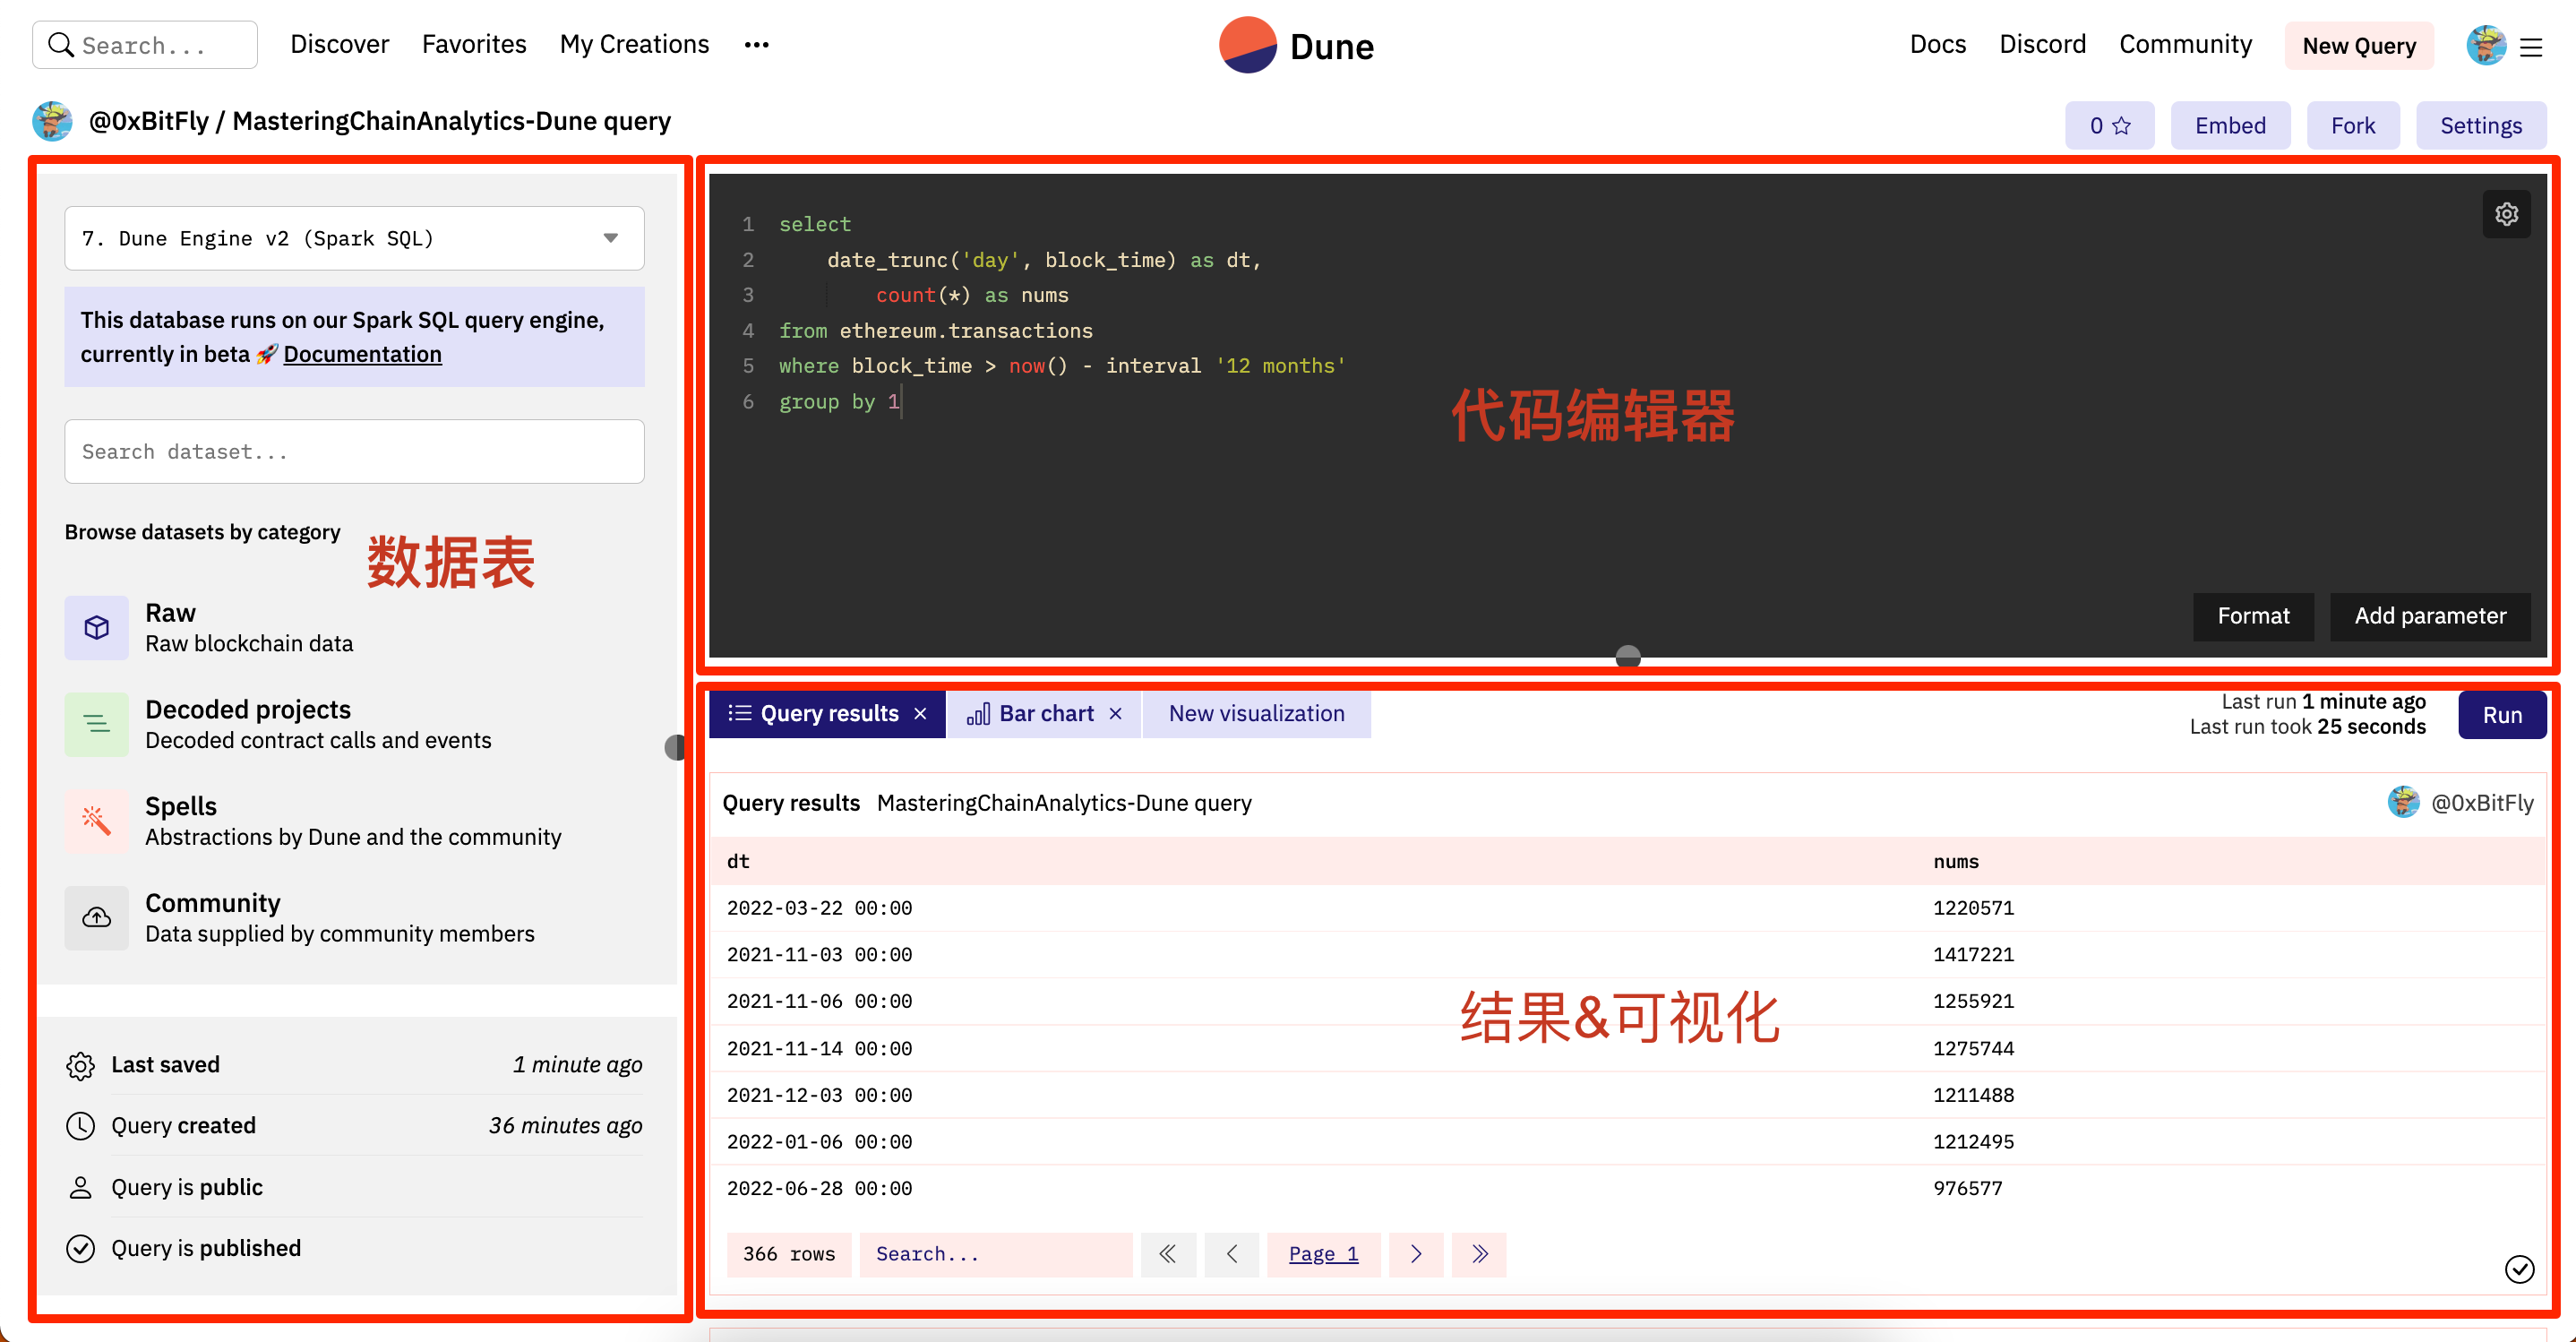 Search...
Discover
Favorites
My Creations
•••
Dune
Docs
Discord
Community
New Query
@0xBitFly / MasteringChainAnalytics-Dune query
0
Embed
Fork
Settings
7. Dune Engine v2 (Spark SQL)
This database runs on our Spark SQL query engine,
currently in beta 🚀 Documentation
Search dataset...
Browse datasets by category
数据表
Raw
Raw blockchain data
Decoded projects
Decoded contract calls and events
Spells
Abstractions by Dune and the community
Community
Data supplied by community members
Last saved 1 minute ago
Query created 36 minutes ago
Query is public
Query is published
1 select
2 date_trunc('day', block_time) as dt,
3 count(*) as nums
4 from ethereum.transactions
5 where block_time > now() - interval '12 months'
6 group by 1
代码编辑器
Format
Add parameter
Query results
Bar chart
New visualization
Last run 1 minute ago
Last run took 25 seconds
Run
Query results MasteringChainAnalytics-Dune query
@0xBitFly
dt nums
2022-03-22 00:00 1220571
2021-11-03 00:00 1417221
2021-11-06 00:00 1255921
结果&可视化
2021-11-14 00:00 1275744
2021-12-03 00:00 1211488
2022-01-06 00:00 1212495
2022-06-28 00:00 976577
366 rows
Search...
Page 1